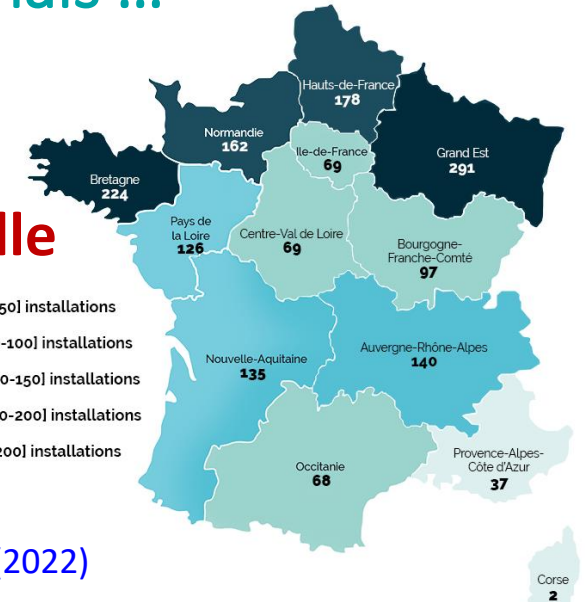 Hauts-de-France
178
Normandie
162
Ile-de-France
69
Grand Est
291
Bretagne
224
Pays de
la Loire
126
Centre-Val de Loire
69
Bourgogne-
Franche-Comté
97
50] installations
-100] installations
0-150] installations
0-200] installations
200] installations
Nouvelle-Aquitaine
135
Auvergne-Rhône-Alpes
140
Occitanie
68
Provence-Alpes-
Côte d'Azur
37
(2022)
Corse
2